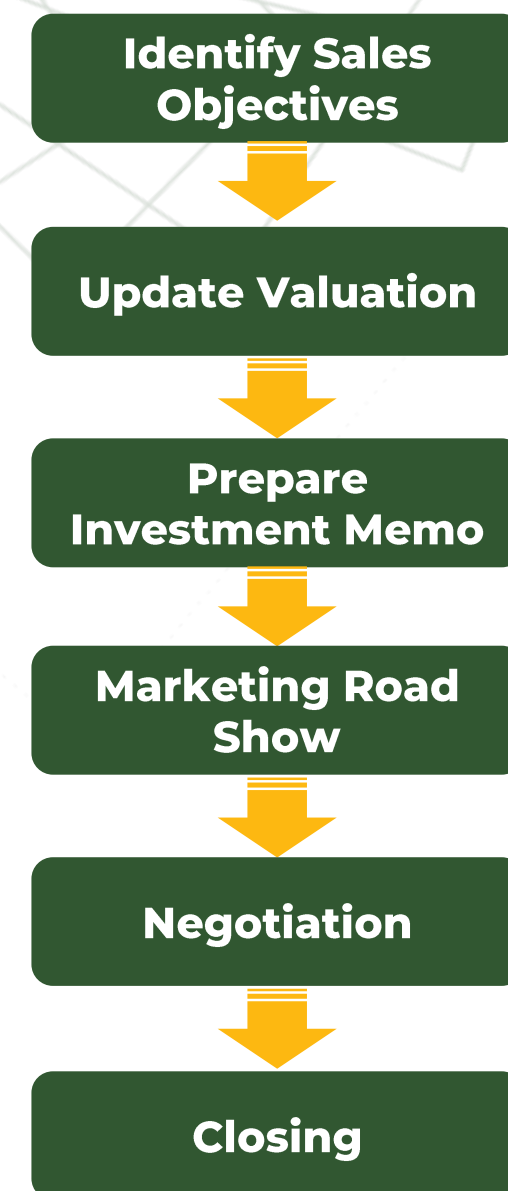 Identify Sales
Objectives
Update Valuation
Prepare
Investment Memo
Marketing Road
Show
Negotiation
Closing